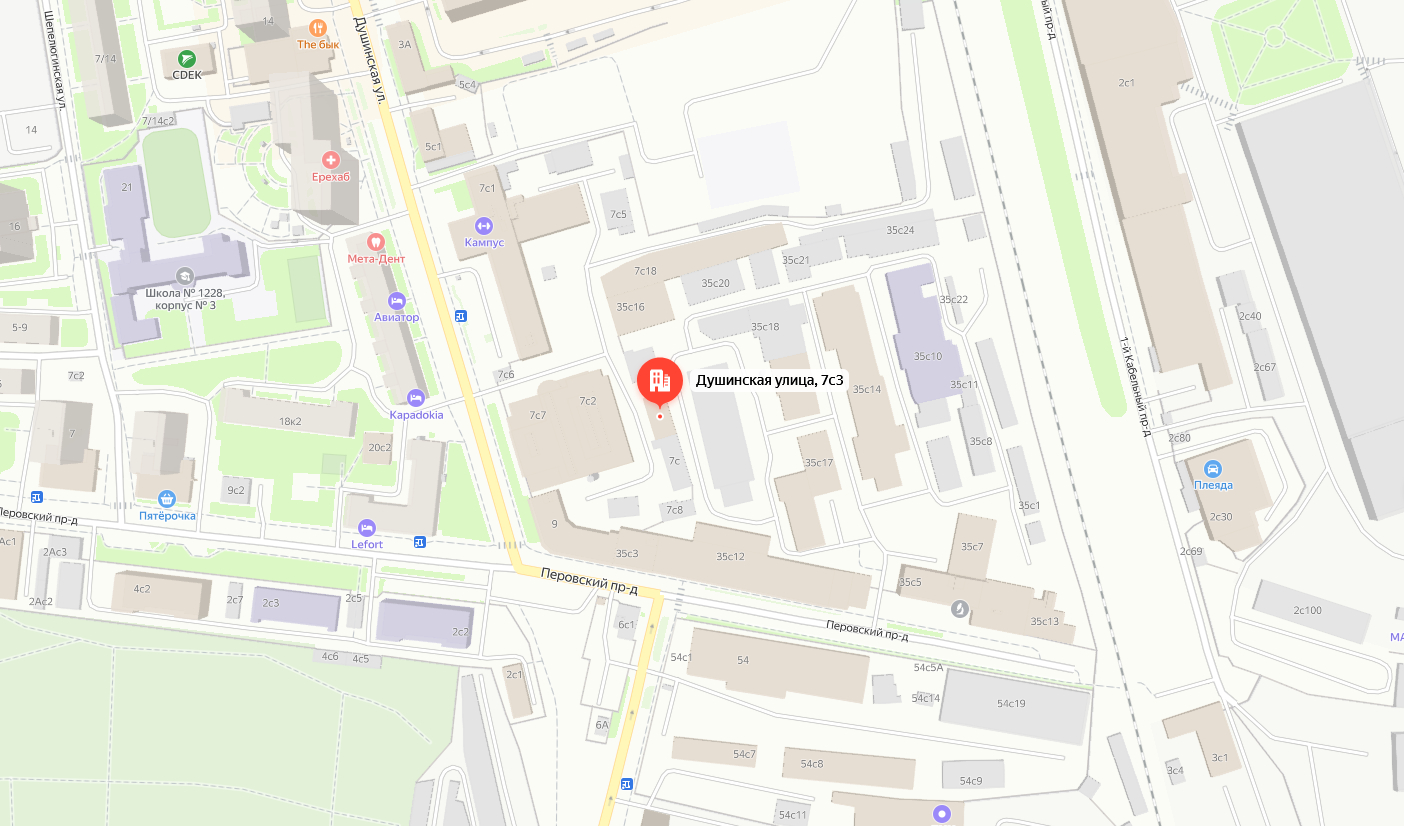 14
The бык
Шепелюгинская ул.
7/14
CDEK
Душинская ул.
3А
5с4
ый пр-д
2с1
7/14с2
14
5с1
Ерехаб
21
7с1
7с5
16
Кампус
Мета-Дент
35с24
35с21
7с18
35с20
Школа № 1228,
корпус № 3
Авиатор
35с16
35с18
35с22
2с40
5-9
35с10
1-й Кабельный пр-д
2с67
7с2
7с6
Душинская улица, 7с3
35с11
35с14
Kapadokia
7с7
7с2
18к2
7
20с2
35с8
2с80
9с2
7с
35с17
Плеяда
Пятёрочка
7с8
35с1
Перовский пр-д
Lefort
9
2с30
Ас1
2Ас3
35с3
35с12
35с7
2с69
2Ас2
4с2
2с7
2с3
2с5
Перовский пр-д
35с5
2с100
2с2
6с1
Перовский пр-д
35с13
МА
4с6
4с5
54с1
54
54с5А
2с1
54с14
54с19
6А
54с7
54с8
54с9
3с4
3с1
54с11